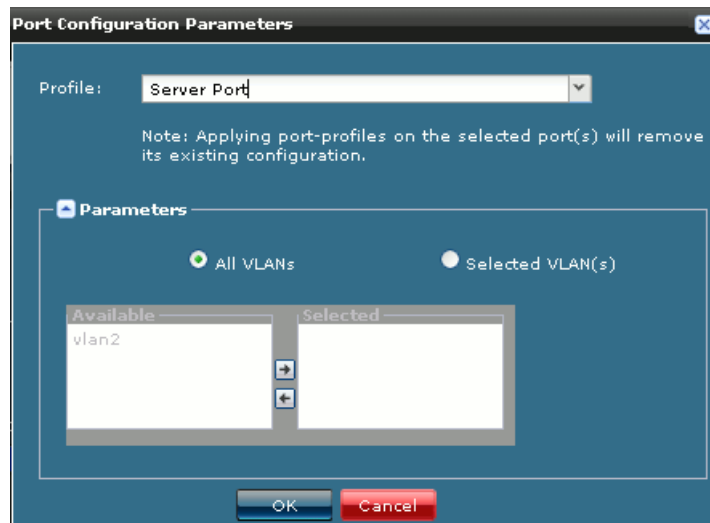 Port Configuration Parameters
Profile: Server Port
Note: Applying port-profiles on the selected port(s) will remove
its existing configuration.
Parameters
All VLANs Selected VLAN(s)
Available Selected
vlan2
OK Cancel